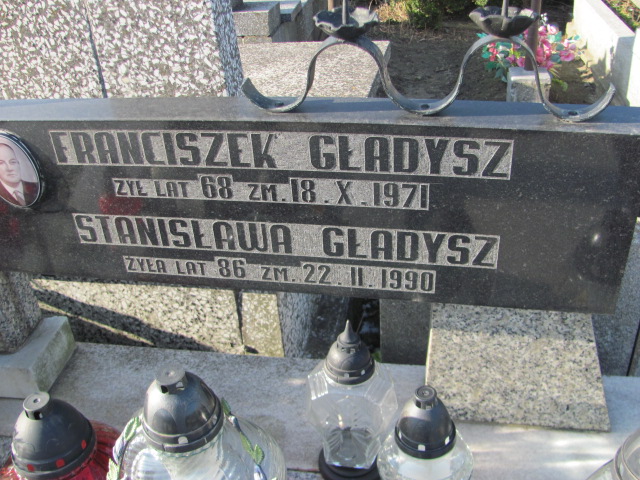 FRANCISZEK GŁADYSZ
ŻYŁ LAT 68 ZM. 18. X. 1971
STANISŁAWA GŁADYSZ
ŻYŁA LAT 86 ZM. 22. II. 1990